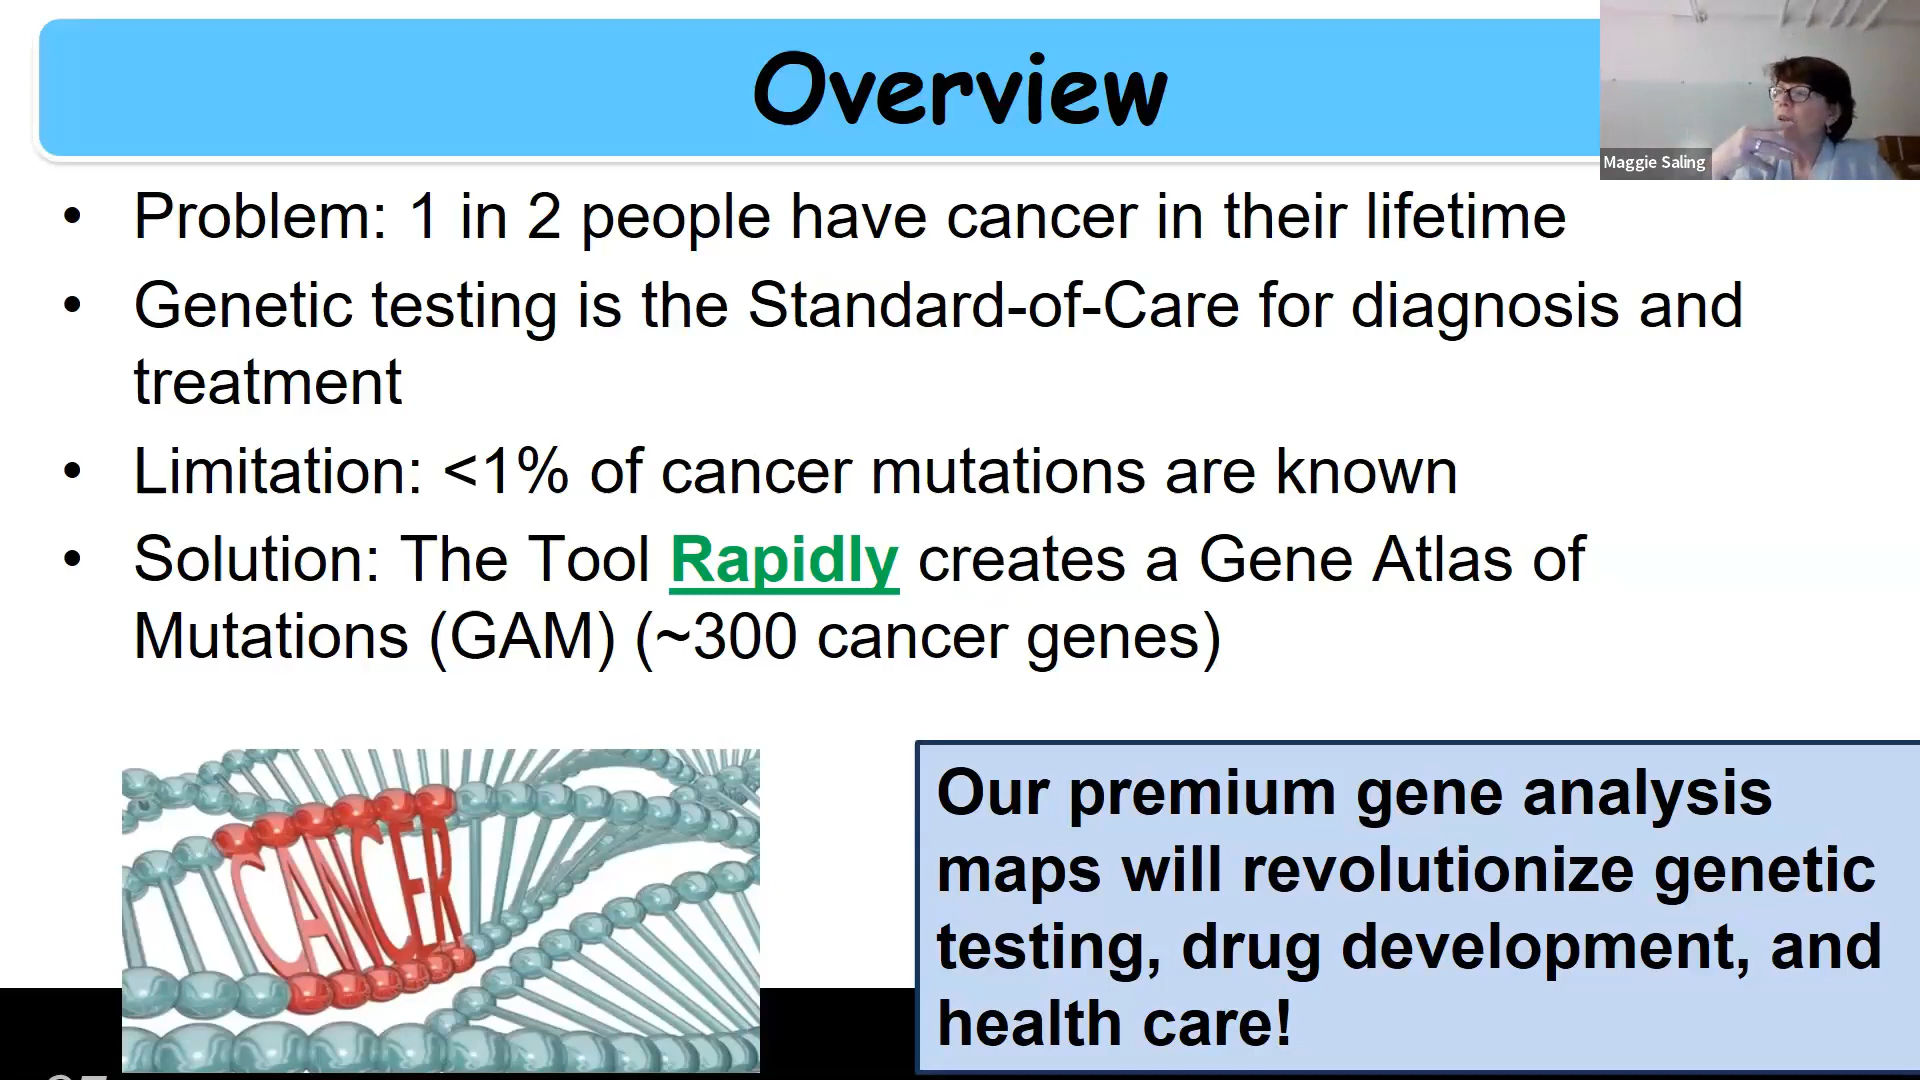 Overview
Maggie Saling
• Problem: 1 in 2 people have cancer in their lifetime
• Genetic testing is the Standard-of-Care for diagnosis and
treatment
• Limitation: <1% of cancer mutations are known
• Solution: The Tool Rapidly creates a Gene Atlas of
Mutations (GAM) (~300 cancer genes)
CANCER
Our premium gene analysis
maps will revolutionize genetic
testing, drug development, and
health care!